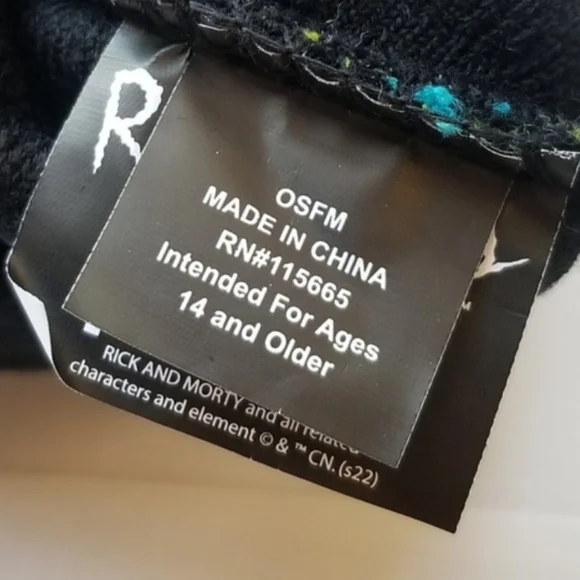 R
OSFM
MADE IN CHINA
RN#115665
Intended For Ages
14 and Older
™
RICK AND MORTY and all related
characters and element © & ™ CN. (s22)